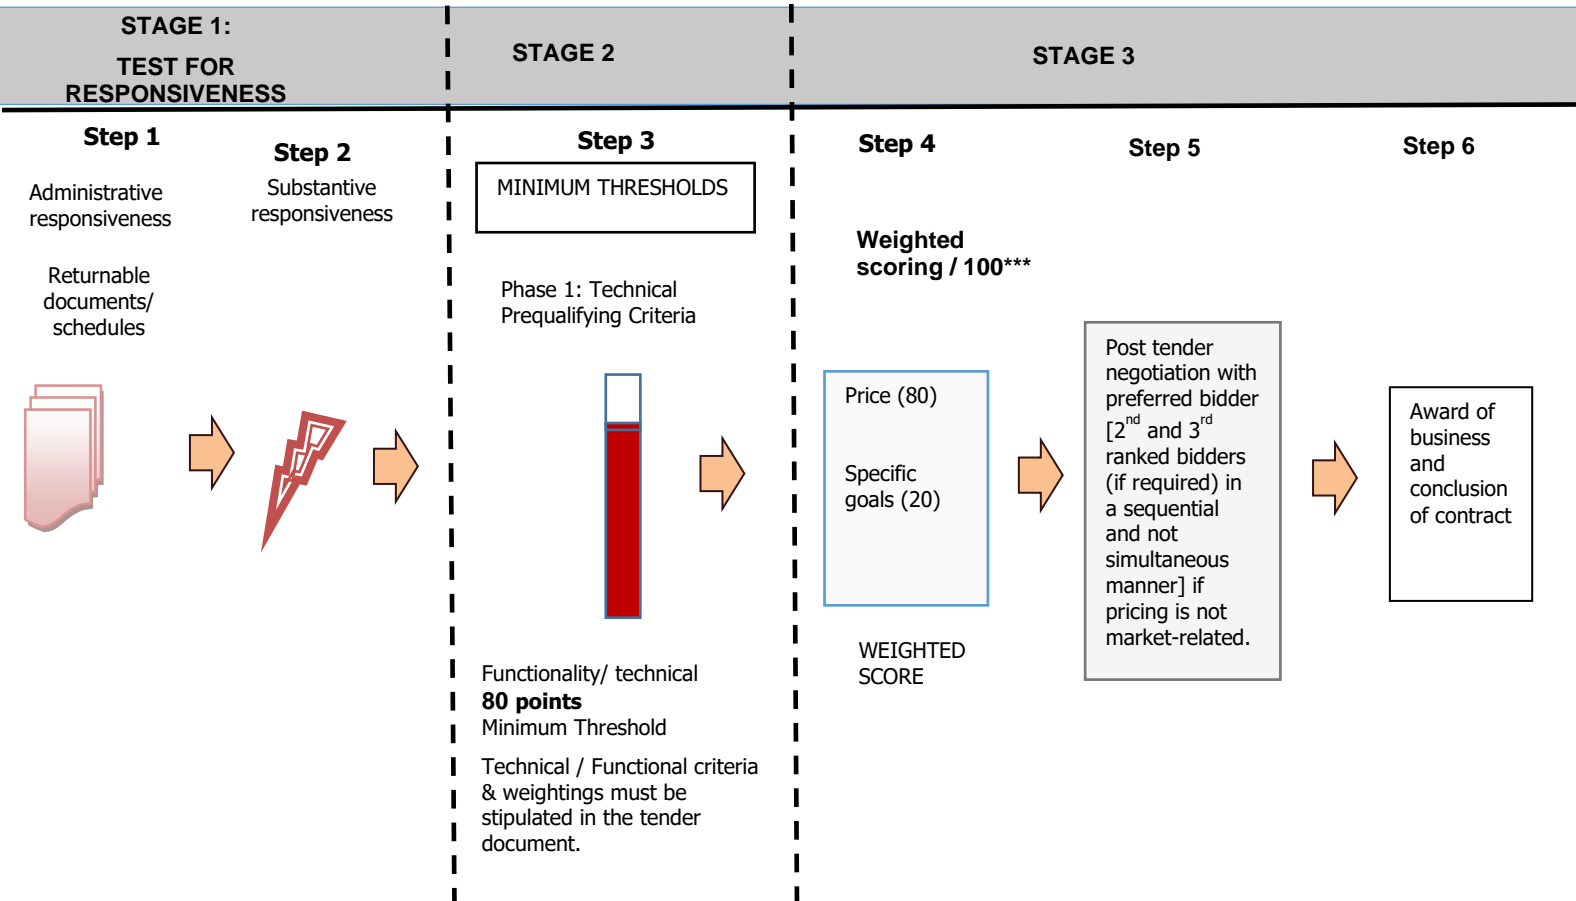 STAGE 1:
TEST FOR
RESPONSIVENESS
STAGE 2
STAGE 3
Step 1
Administrative
responsiveness
Returnable
documents/
schedules
Step 2
Substantive
responsiveness
Step 3
MINIMUM THRESHOLDS
Phase 1: Technical
Prequalifying Criteria
Functionality/ technical
80 points
Minimum Threshold
Technical / Functional criteria
& weightings must be
stipulated in the tender
document.
Step 4
Weighted
scoring / 100***
Price (80)
Specific
goals (20)
WEIGHTED
SCORE
Step 5
Post tender
negotiation with
preferred bidder
[2nd and 3rd
ranked bidders
(if required) in
a sequential
and not
simultaneous
manner] if
pricing is not
market-related.
Step 6
Award of
business
and
conclusion
of contract